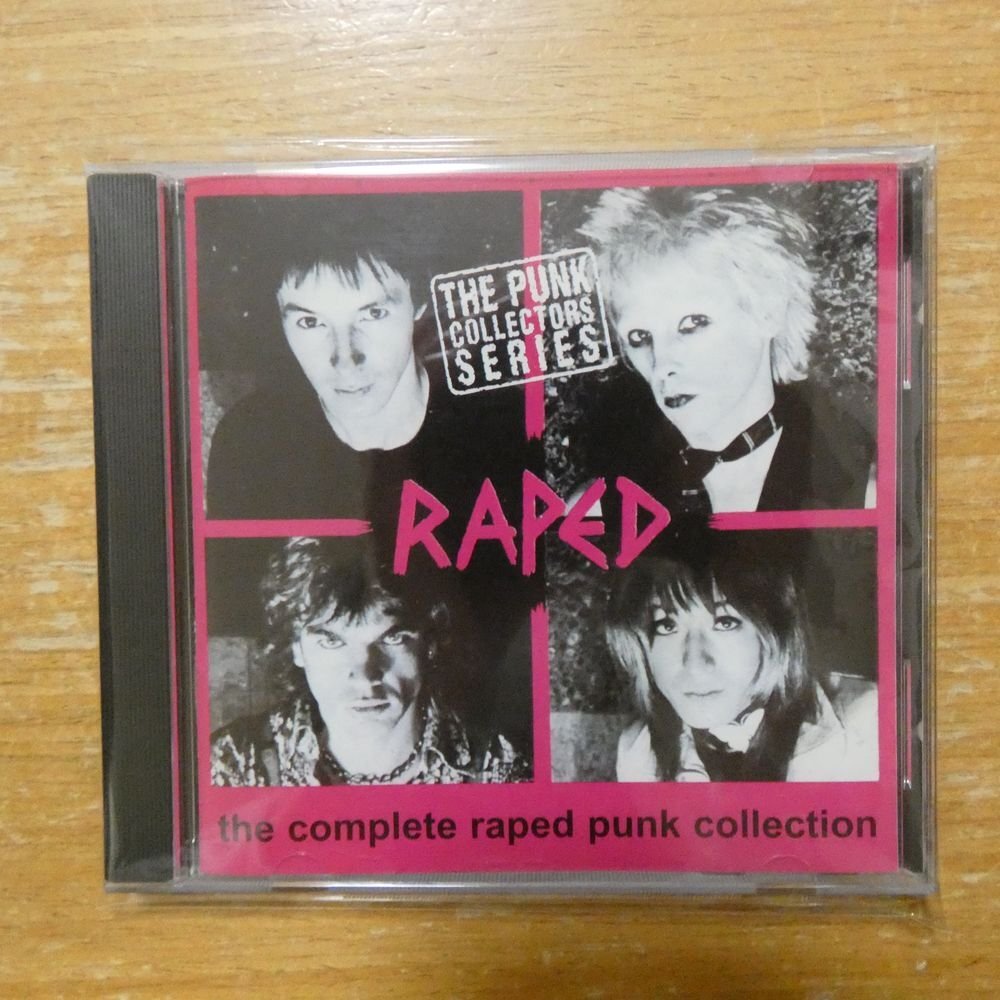 THE PUNK
COLLECTORS
SERIES
RAPED
the complete raped punk collection